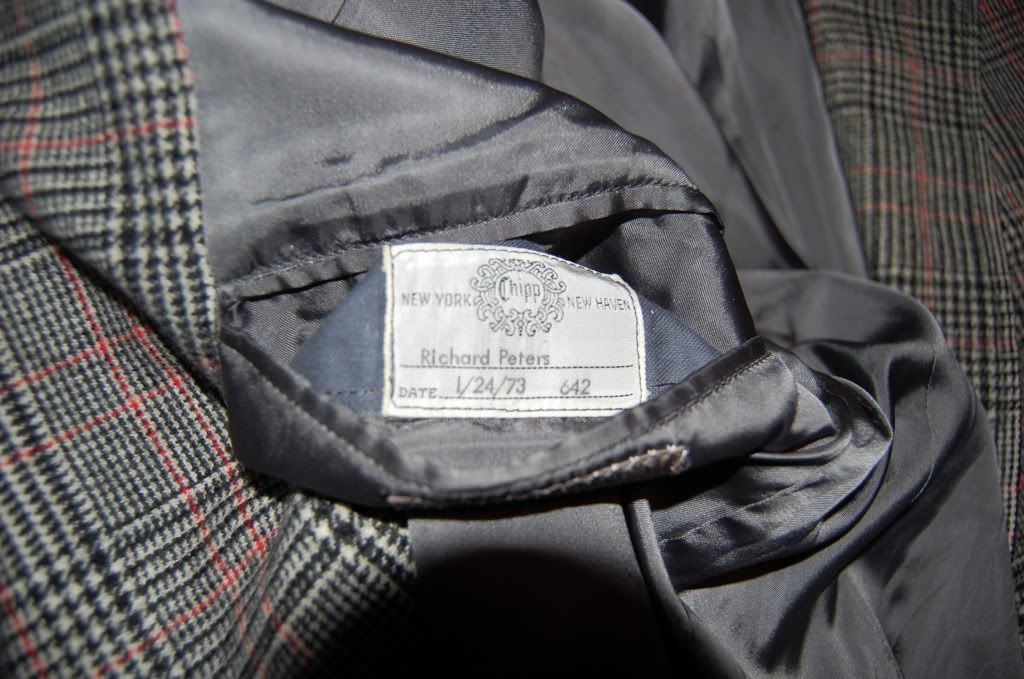 NEW YORK Chipp NEW HAVEN
Richard Peters
DATE 1/24/73 642